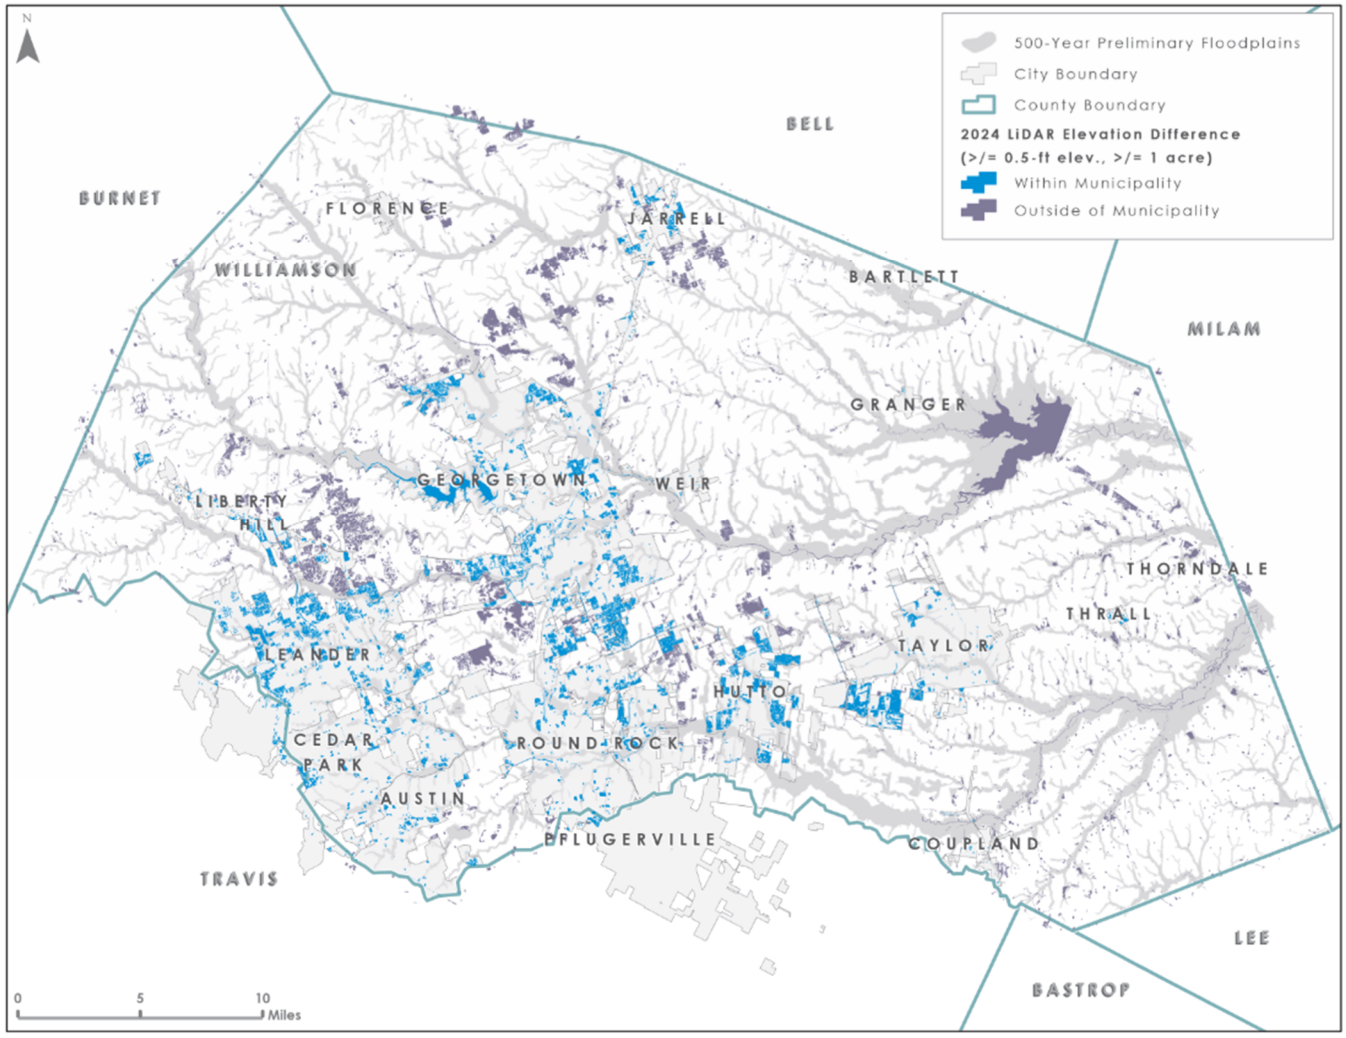 N
500-Year Preliminary Floodplains
City Boundary
County Boundary
2024 LiDAR Elevation Difference
(>/= 0.5-ft elev., >/= 1 acre)
Within Municipality
Outside of Municipality
BELL
BURNET
FLORENCE
JARRELL
WILLIAMSON
BARTLETT
MILAM
GRANGER
GEORGETOWN
WEIR
LIBERTY
HILL
THORNDALE
THRALL
TAYLOR
LEANDER
HUTTO
CEDAR
PARK
ROUND ROCK
AUSTIN
PFLUGERVILLE
COUPLAND
TRAVIS
LEE
BASTROP
0 5 10
Miles